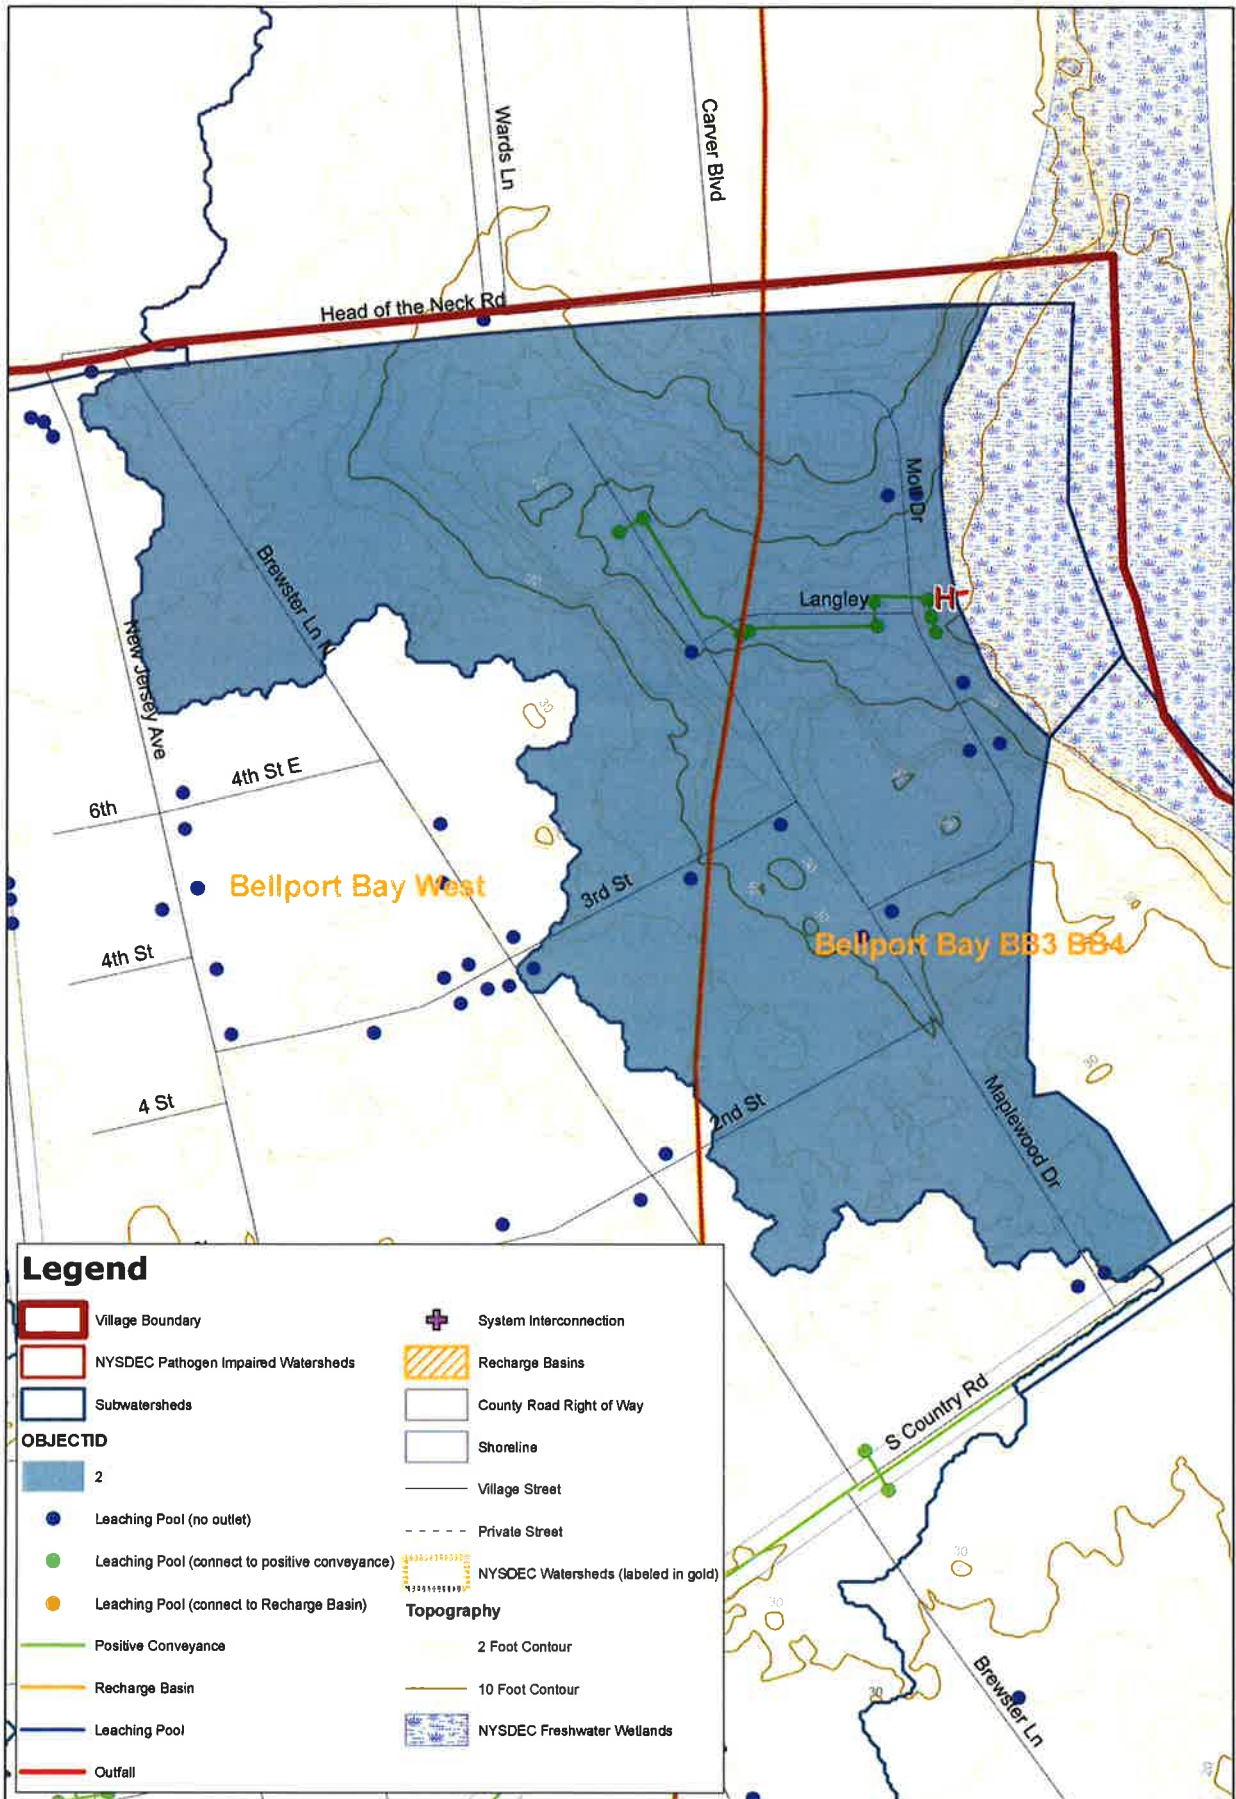 Wards Ln
Carver Blvd
Head of the Neck Rd
Moll Dr
Langley
H
Brewster Ln N
New Jersey Ave
30
4th St E
6th
Bellport Bay West
3rd St
Bellport Bay BB3 BB4
4th St
30
30
4 St
2nd St
Maplewood Dr
S Country Rd
30
30
30
Brewster Ln
Legend
Village Boundary
NYSDEC Pathogen Impaired Watersheds
Subwatersheds
OBJECTID
2
Leaching Pool (no outlet)
Leaching Pool (connect to positive conveyance)
Leaching Pool (connect to Recharge Basin)
Positive Conveyance
Recharge Basin
Leaching Pool
Outfall
System Interconnection
Recharge Basins
County Road Right of Way
Shoreline
Village Street
Private Street
NYSDEC Watersheds (labeled in gold)
Topography
2 Foot Contour
10 Foot Contour
NYSDEC Freshwater Wetlands